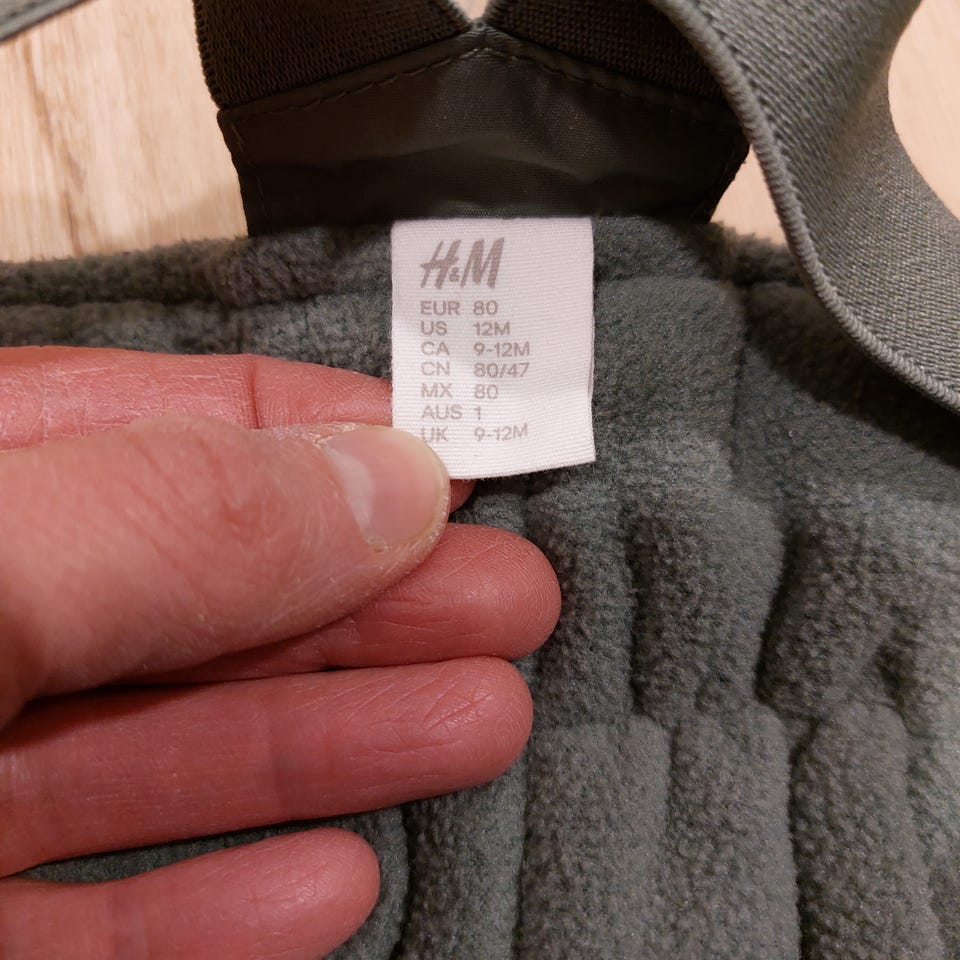 H&M
EUR 80
US 12M
CA 9-12M
CN 80/47
MX 80
AUS 1
UK 9-12M